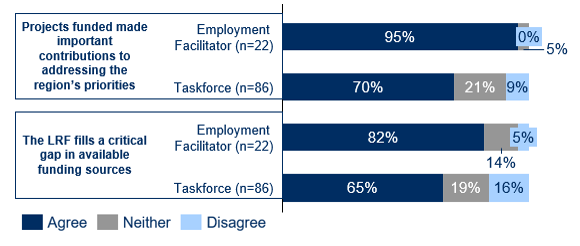 Projects funded made
important
contributions to
addressing the
region's priorities
Employment
Facilitator (n=22)
95%
0%
5%
Taskforce (n=86)
70%
21%
9%
The LRF fills a critical
gap in available
funding sources
Employment
Facilitator (n=22)
82%
5%
14%
Taskforce (n=86)
65%
19%
16%
Agree
Neither
Disagree